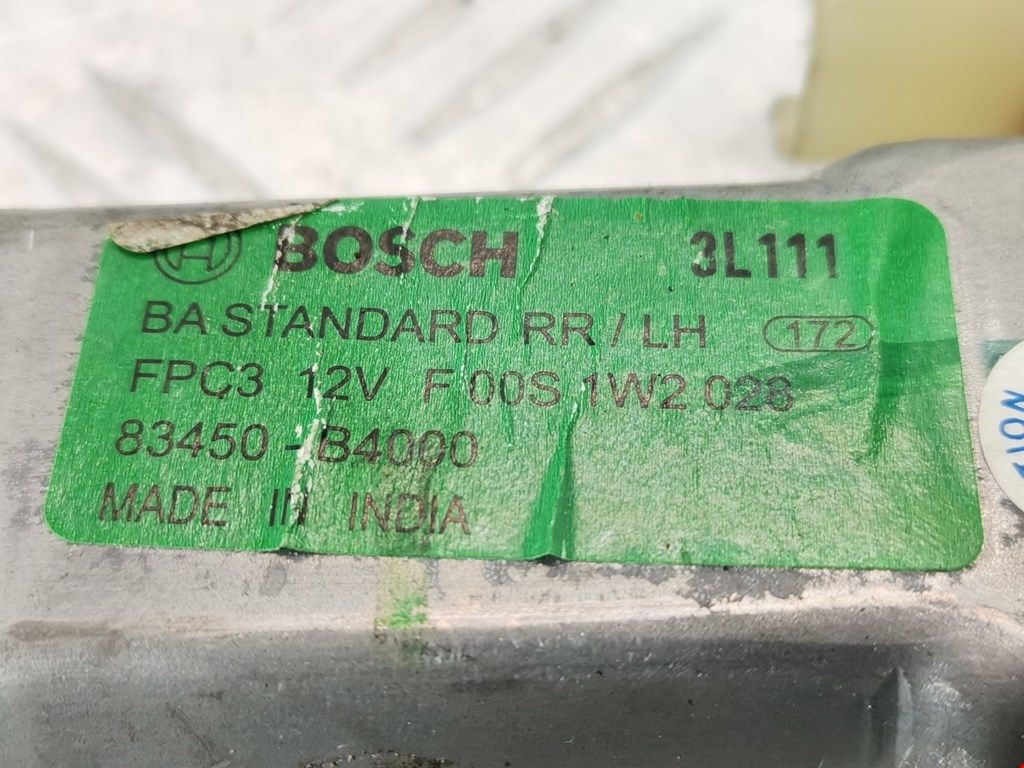 BOSCH 3L111
BA STANDARD RR / LH 172
FPC3 12V F 00S 1W2 028
83450 - B4000
MADE IN INDIA